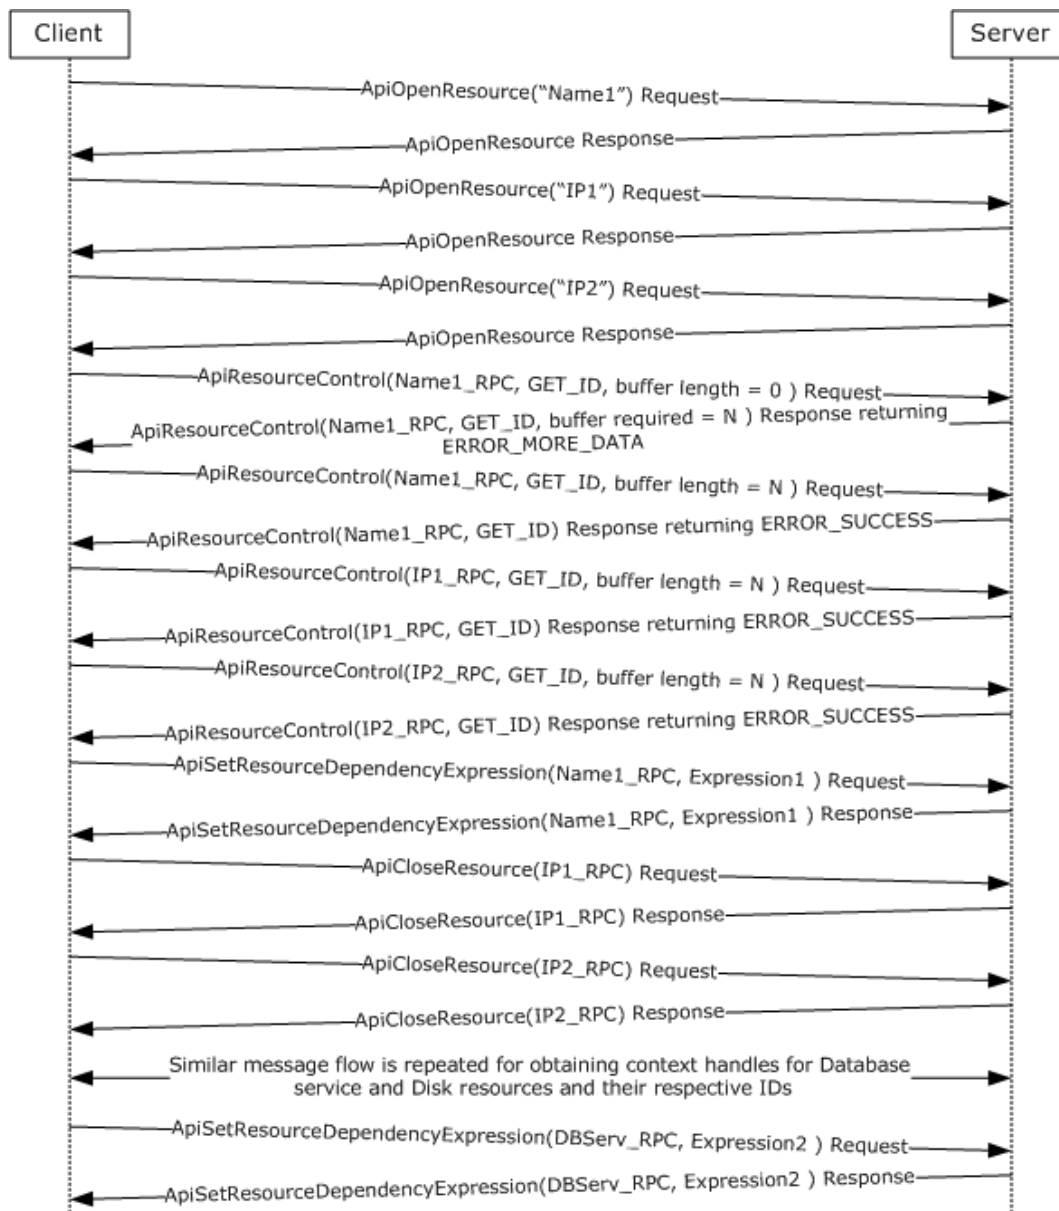 Client
Server
ApiOpenResource(“Name1”) Request
ApiOpenResource Response
ApiOpenResource(“IP1”) Request
ApiOpenResource Response
ApiOpenResource(“IP2”) Request
ApiOpenResource Response
ApiResourceControl(Name1_RPC, GET_ID, buffer length = 0 ) Request
ApiResourceControl(Name1_RPC, GET_ID, buffer required = N ) Response returning
ERROR_MORE_DATA
ApiResourceControl(Name1_RPC, GET_ID, buffer length = N ) Request
ApiResourceControl(Name1_RPC, GET_ID) Response returning ERROR_SUCCESS
ApiResourceControl(IP1_RPC, GET_ID, buffer length = N ) Request
ApiResourceControl(IP1_RPC, GET_ID) Response returning ERROR_SUCCESS
ApiResourceControl(IP2_RPC, GET_ID, buffer length = N ) Request
ApiResourceControl(IP2_RPC, GET_ID) Response returning ERROR_SUCCESS
ApiSetResourceDependencyExpression(Name1_RPC, Expression1 ) Request
ApiSetResourceDependencyExpression(Name1_RPC, Expression1 ) Response
ApiCloseResource(IP1_RPC) Request
ApiCloseResource(IP1_RPC) Response
ApiCloseResource(IP2_RPC) Request
ApiCloseResource(IP2_RPC) Response
Similar message flow is repeated for obtaining context handles for Database
service and Disk resources and their respective IDs
ApiSetResourceDependencyExpression(DBServ_RPC, Expression2 ) Request
ApiSetResourceDependencyExpression(DBServ_RPC, Expression2 ) Response